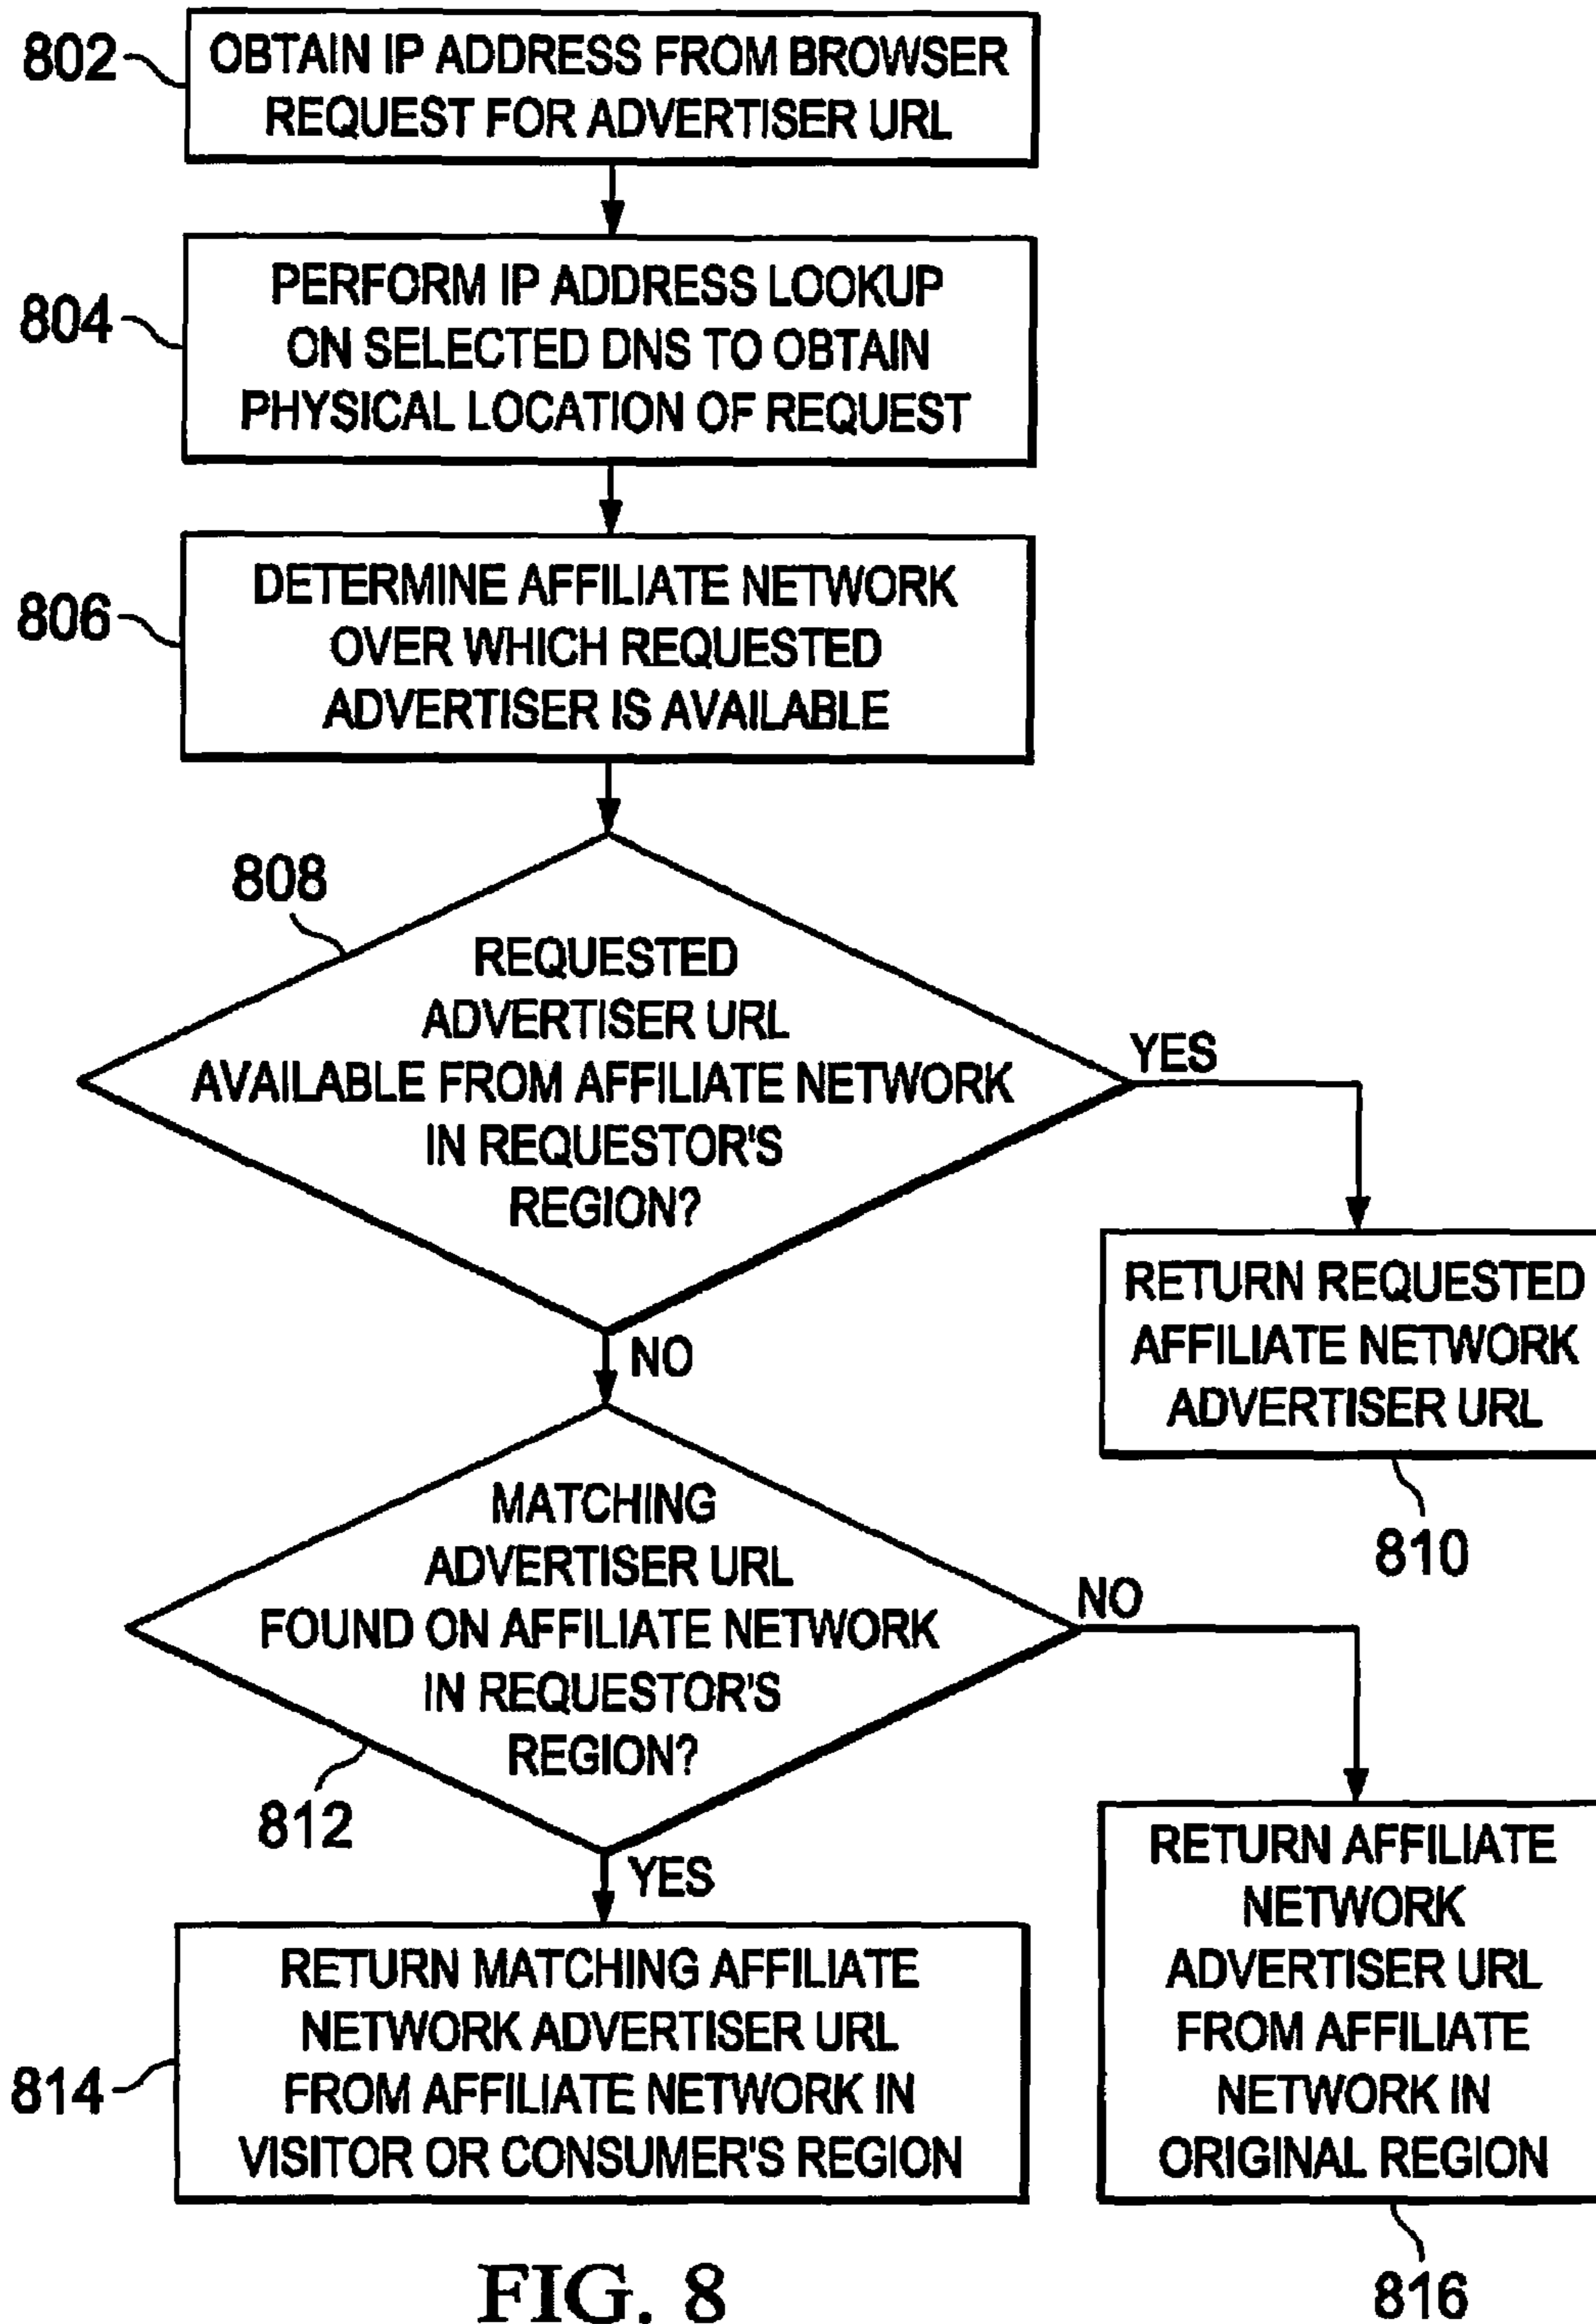 802
OBTAIN IP ADDRESS FROM BROWSER
REQUEST FOR ADVERTISER URL
804
PERFORM IP ADDRESS LOOKUP
ON SELECTED DNS TO OBTAIN
PHYSICAL LOCATION OF REQUEST
806
DETERMINE AFFILIATE NETWORK
OVER WHICH REQUESTED
ADVERTISER IS AVAILABLE
808
REQUESTED
ADVERTISER URL
AVAILABLE FROM AFFILIATE NETWORK
IN REQUESTOR'S
REGION?
YES
RETURN REQUESTED
AFFILIATE NETWORK
ADVERTISER URL
810
NO
MATCHING
ADVERTISER URL
FOUND ON AFFILIATE NETWORK
IN REQUESTOR'S
REGION?
812
NO
RETURN AFFILIATE
NETWORK
ADVERTISER URL
FROM AFFILIATE
NETWORK IN
ORIGINAL REGION
816
YES
RETURN MATCHING AFFILIATE
NETWORK ADVERTISER URL
FROM AFFILIATE NETWORK IN
VISITOR OR CONSUMER'S REGION
814
FIG. 8